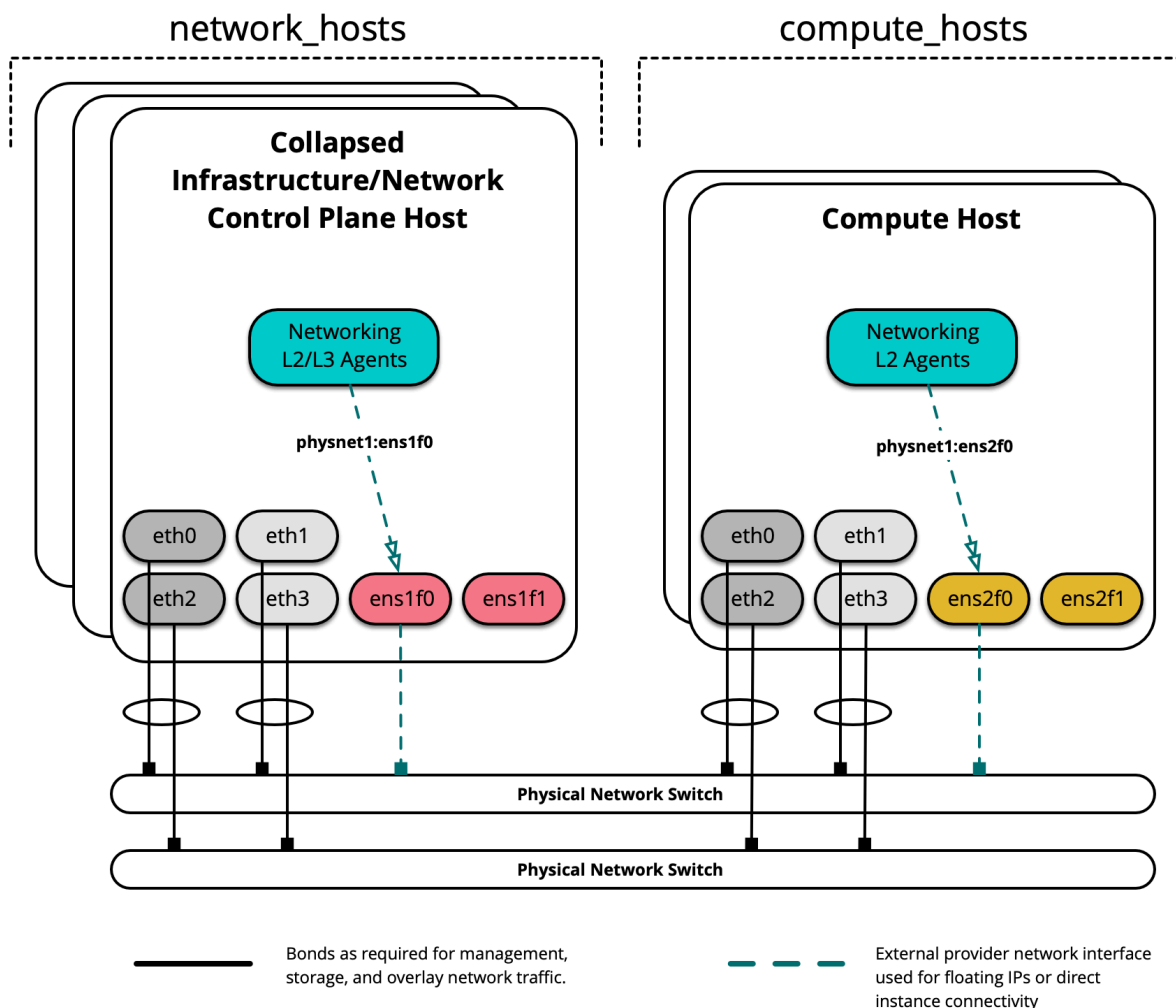 network_hosts
compute_hosts
Collapsed
Infrastructure/Network
Control Plane Host
Compute Host
Networking
L2/L3 Agents
Networking
L2 Agents
physnet1:ens1f0
physnet1:ens2f0
eth0
eth1
eth0
eth1
eth2
eth3
ens1f0
ens1f1
eth2
eth3
ens2f0
ens2f1
Physical Network Switch
Physical Network Switch
Bonds as required for management,
storage, and overlay network traffic.
External provider network interface
used for floating IPs or direct
instance connectivity